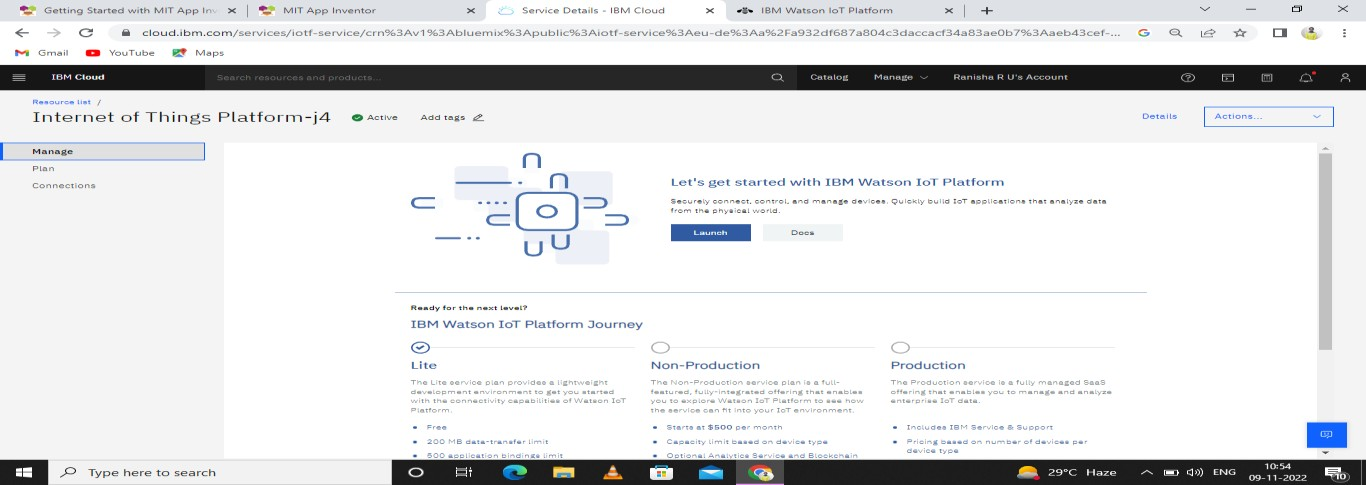 Getting Started with MIT App Inv
MIT App Inventor
Service Details - IBM Cloud
IBM Watson IoT Platform
cloud.ibm.com/services/iotf-service/crn%3Av1%3Abluemix%3Apublic%3Aiotf-service%3Aeu-de%3Aa%2Fa932df687a804c3daccacf34a83ae0b7%3Aaeb43cef-...
Gmail
YouTube
Maps
IBM Cloud
Search resources and products...
Catalog
Manage
Ranisha R U's Account
Resource list /
Internet of Things Platform-j4
Active
Add tags
Details
Actions...
Manage
Plan
Connections
Let's get started with IBM Watson IoT Platform
Securely connect, control, and manage devices. Quickly build IoT applications that analyze data
from the physical world.
Launch
Docs
Ready for the next level?
IBM Watson IoT Platform Journey
Lite
The Lite service plan provides a lightweight
development environment to get you started
with the connectivity capabilities of Watson IoT
Platform.
• Free
• 200 MB data-transfer limit
• 500 application bindings limit
Non-Production
The Non-Production service plan is a full-
featured, fully-integrated offering that enables
you to explore Watson IoT Platform to see how
the service can fit into your IoT environment.
• Starts at $500 per month
• Capacity limit based on device type
• Optional Analytics Service and Blockchain
Production
The Production service is a fully managed SaaS
offering that enables you to manage and analyze
enterprise IoT data.
• Includes IBM Service & Support
• Pricing based on number of devices per
device type
Type here to search
29°C Haze
ENG
10:54
09-11-2022
10